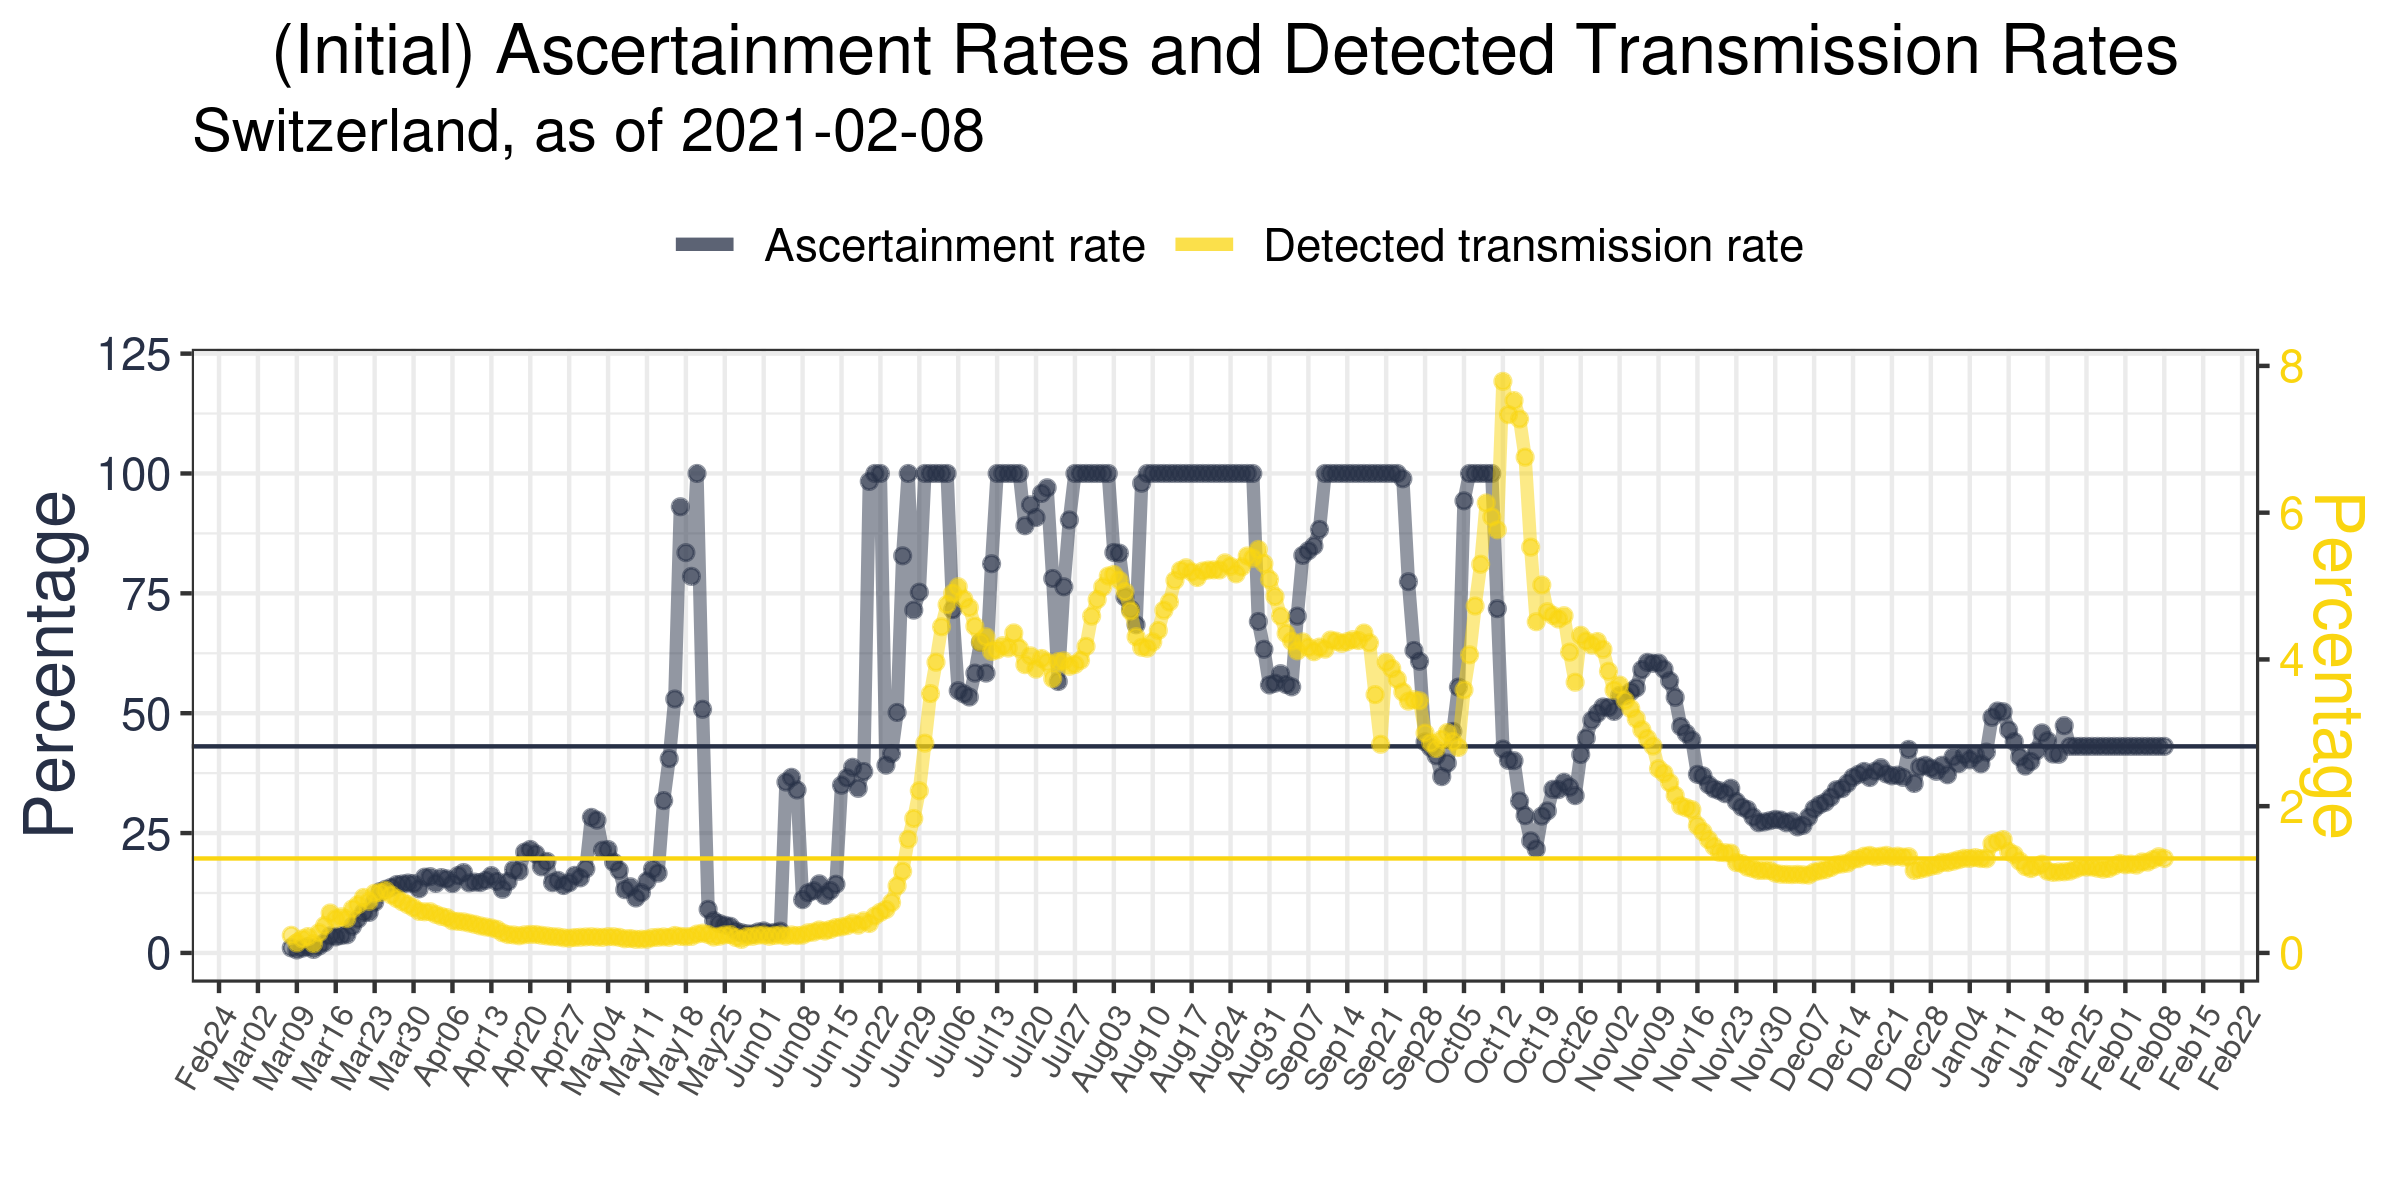 (Initial) Ascertainment Rates and Detected Transmission Rates
Switzerland, as of 2021-02-08
Ascertainment rate
Detected transmission rate
125
100
75
50
25
0
Percentage
8
6
4
2
0
Percentage
Feb24
Mar02
Mar09
Mar16
Mar23
Mar30
Apr06
Apr13
Apr20
Apr27
May04
May11
May18
May25
Jun01
Jun08
Jun15
Jun22
Jun29
Jul06
Jul13
Jul20
Jul27
Aug03
Aug10
Aug17
Aug24
Aug31
Sep07
Sep14
Sep21
Sep28
Oct05
Oct12
Oct19
Oct26
Nov02
Nov09
Nov16
Nov23
Nov30
Dec07
Dec14
Dec21
Dec28
Jan04
Jan11
Jan18
Jan25
Feb01
Feb08
Feb15
Feb22